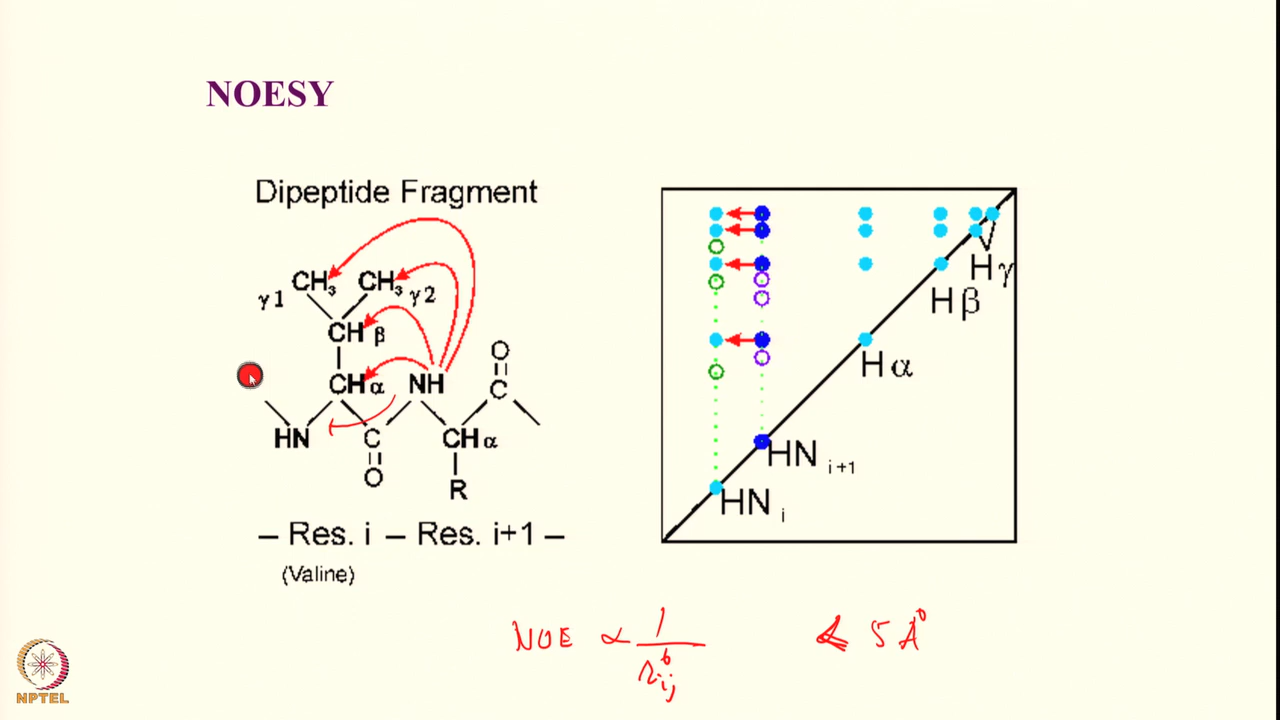 NOESY
Dipeptide Fragment
CH3 CH3
γ1 γ2
CH β
CH α NH O
C
HN C CH α
O R
– Res. i – Res. i+1 –
(Valine)
Hγ
Hβ
Hα
HN i+1
HN i
NOE ∝ 1/r⁶ij < 5 A°
NPTEL